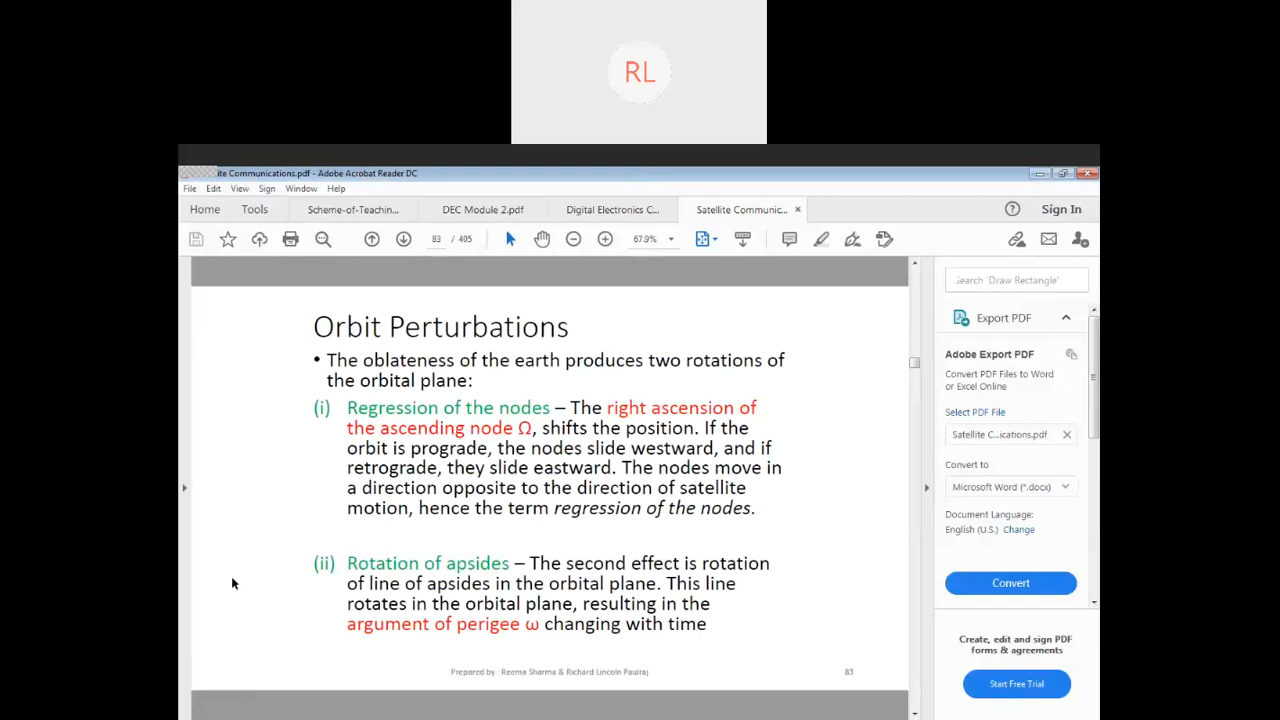 RL
ite Communications.pdf - Adobe Acrobat Reader DC
File Edit View Sign Window Help
Home Tools Scheme-of-Teachin... DEC Module 2.pdf Digital Electronics C... Satellite Communic... × Sign In
83 / 405 67.9%
Orbit Perturbations
• The oblateness of the earth produces two rotations of
the orbital plane:
(i) Regression of the nodes – The right ascension of
the ascending node Ω, shifts the position. If the
orbit is prograde, the nodes slide westward, and if
retrograde, they slide eastward. The nodes move in
a direction opposite to the direction of satellite
motion, hence the term regression of the nodes.
(ii) Rotation of apsides – The second effect is rotation
of line of apsides in the orbital plane. This line
rotates in the orbital plane, resulting in the
argument of perigee ω changing with time
Prepared by : Reema Sharma & Richard Lincoln Paulraj 83
Search 'Draw Rectangle'
Export PDF
Adobe Export PDF
Convert PDF Files to Word
or Excel Online
Select PDF File
Satellite C...ications.pdf
Convert to
Microsoft Word (*.docx)
Document Language:
English (U.S.) Change
Convert
Create, edit and sign PDF
forms & agreements
Start Free Trial